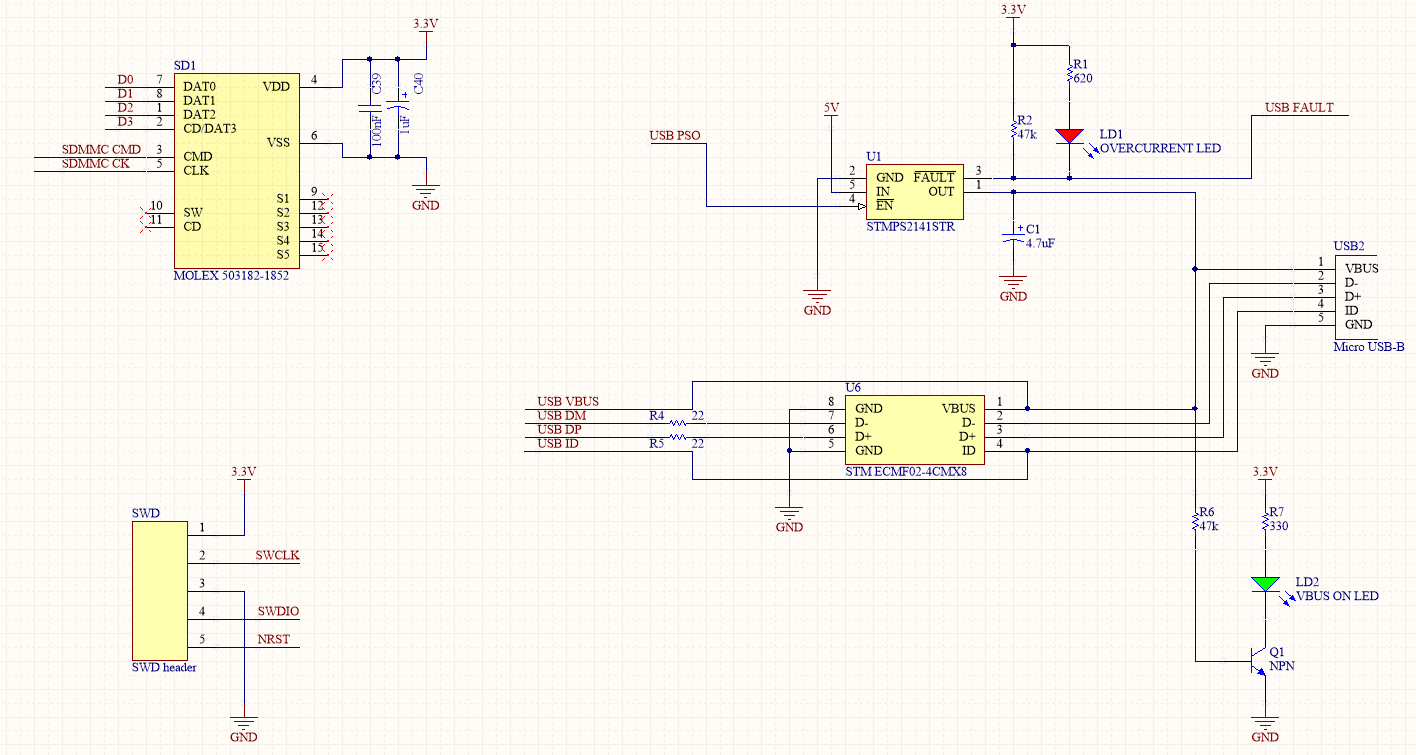 3.3V
SD1
D0 7 DAT0 VDD 4
D1 8 DAT1
D2 1 DAT2
D3 2 CD/DAT3
VSS 6
SDMMC CMD 3 CMD
SDMMC CK 5 CLK
10 SW
11 CD
S1 9
S2 12
S3 13
S4 14
S5 15
MOLEX 503182-1852
C39
100nF
C40
+
1uF
GND
3.3V
R1
620
R2
47k
LD1
OVERCURRENT LED
USB FAULT
5V
USB PSO
U1
2 GND FAULT 3
5 IN OUT 1
4 EN
STMPS2141STR
+ C1
4.7uF
GND
GND
USB2
1 VBUS
2 D-
3 D+
4 ID
5 GND
Micro USB-B
GND
U6
USB VBUS
USB DM R4 22
USB DP
USB ID R5 22
8 GND VBUS 1
7 D- D- 2
6 D+ D+ 3
5 GND ID 4
STM ECMF02-4CMX8
GND
3.3V
R6
47k
R7
330
LD2
VBUS ON LED
Q1
NPN
GND
3.3V
SWD
1
2 SWCLK
3
4 SWDIO
5 NRST
SWD header
GND